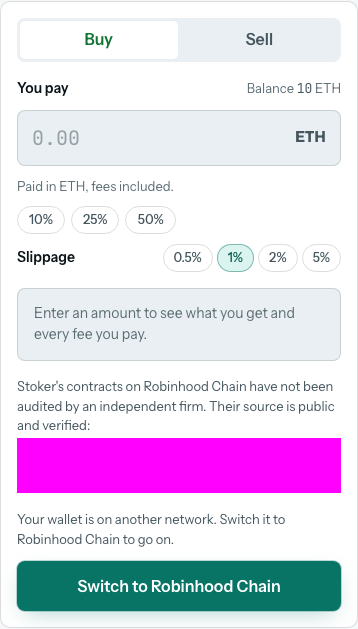 Buy
Sell
You pay
Balance 10 ETH
0.00
ETH
Paid in ETH, fees included.
10%
25%
50%
Slippage
0.5%
1%
2%
5%
Enter an amount to see what you get and
every fee you pay.
Stoker's contracts on Robinhood Chain have not been
audited by an independent firm. Their source is public
and verified:
Your wallet is on another network. Switch it to
Robinhood Chain to go on.
Switch to Robinhood Chain